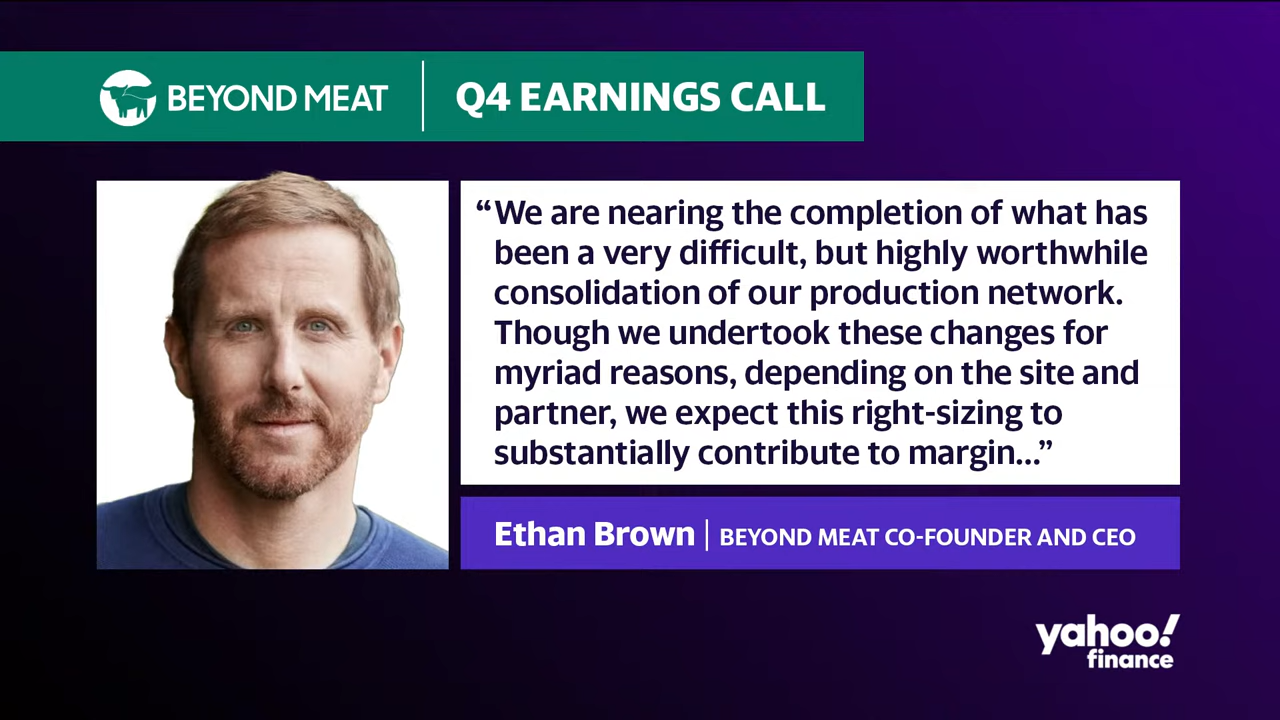 BEYOND MEAT
Q4 EARNINGS CALL
“We are nearing the completion of what has
been a very difficult, but highly worthwhile
consolidation of our production network.
Though we undertook these changes for
myriad reasons, depending on the site and
partner, we expect this right-sizing to
substantially contribute to margin...”
Ethan Brown | BEYOND MEAT CO-FOUNDER AND CEO
yahoo!
finance